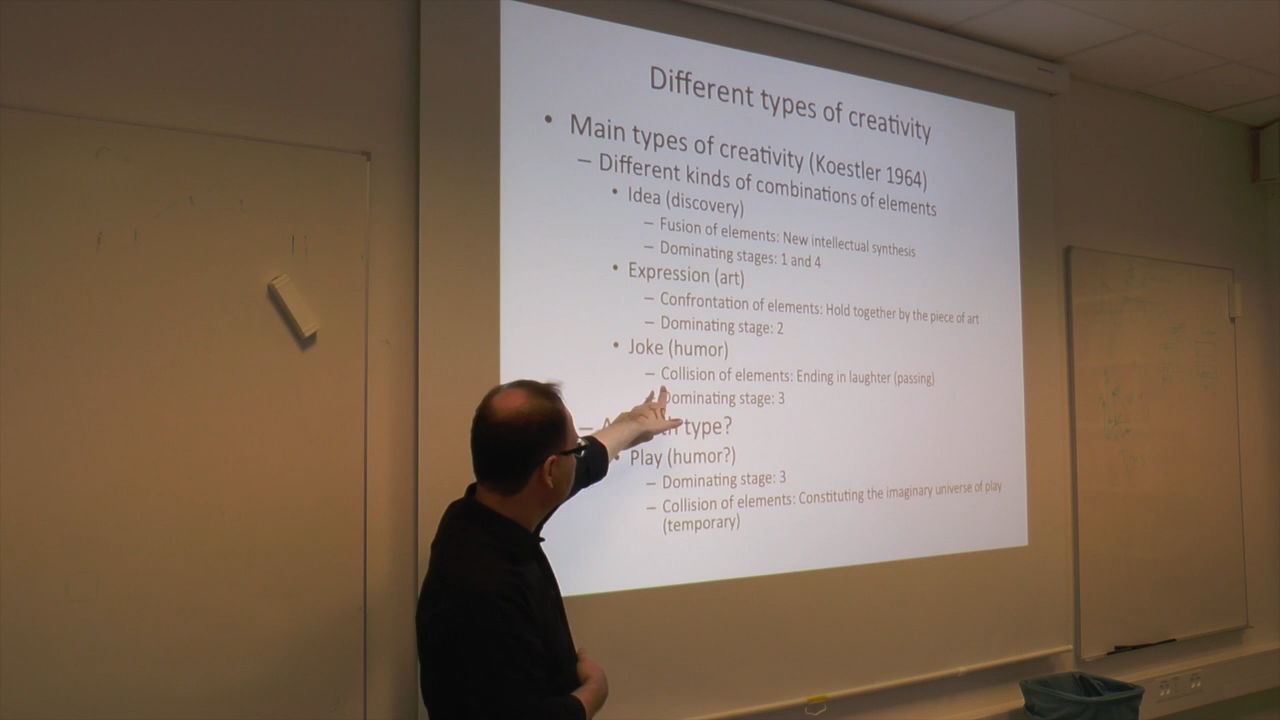 Different types of creativity
• Main types of creativity (Koestler 1964)
– Different kinds of combinations of elements
• Idea (discovery)
– Fusion of elements: New intellectual synthesis
– Dominating stages: 1 and 4
• Expression (art)
– Confrontation of elements: Hold together by the piece of art
– Dominating stage: 2
• Joke (humor)
– Collision of elements: Ending in laughter (passing)
Dominating stage: 3
– type?
• Play (humor?)
– Dominating stage: 3
– Collision of elements: Constituting the imaginary universe of play
(temporary)